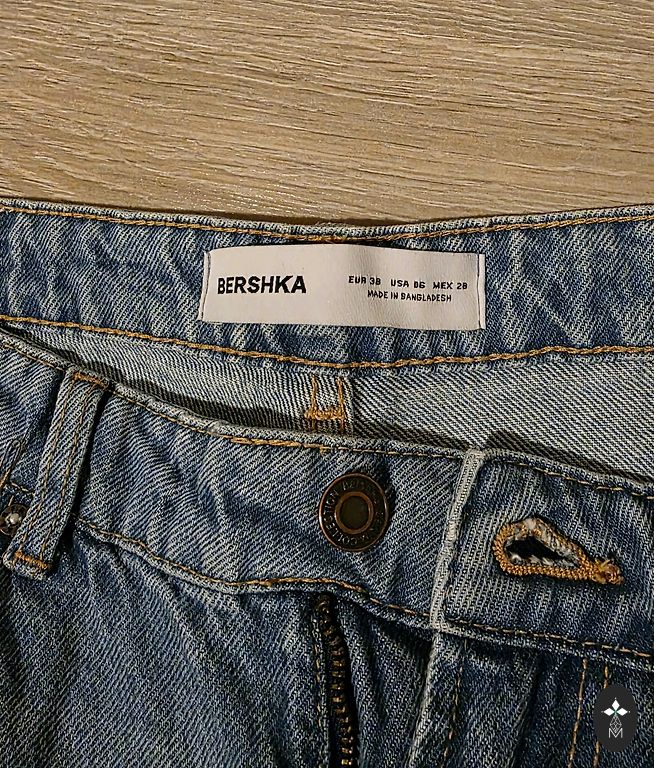 BERSHKA
EUR 38 USA 06 MEX 28
MADE IN BANGLADESH